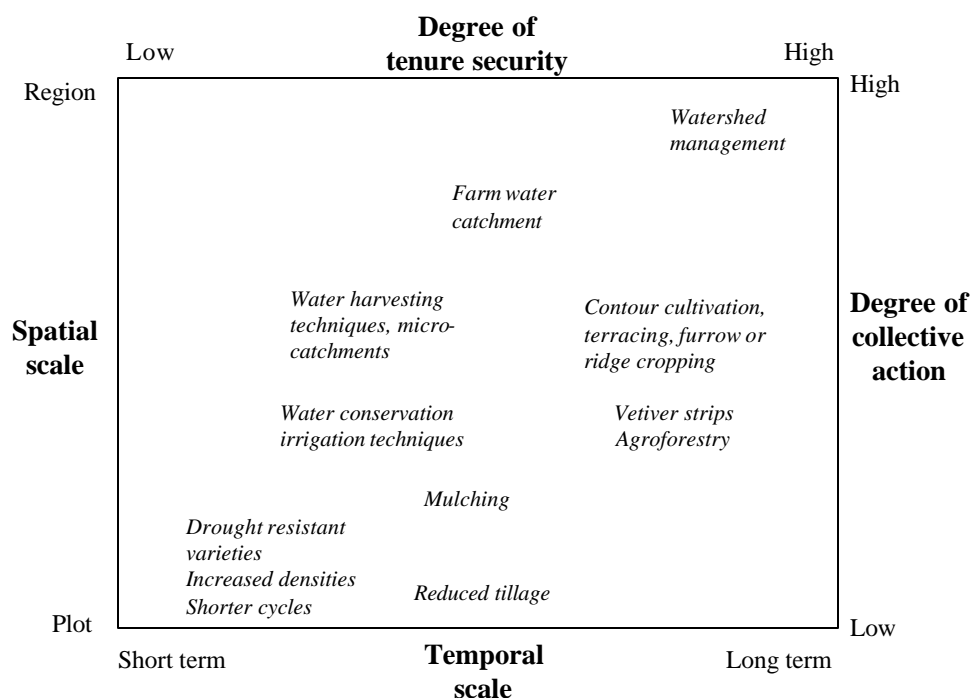 Degree of
tenure security
Low
High
Region
High
Watershed
management
Farm water
catchment
Water harvesting
techniques, micro-
catchments
Contour cultivation,
terracing, furrow or
ridge cropping
Spatial
scale
Degree of
collective
action
Water conservation
irrigation techniques
Vetiver strips
Agroforestry
Mulching
Drought resistant
varieties
Increased densities
Shorter cycles
Reduced tillage
Plot
Low
Short term
Temporal
scale
Long term